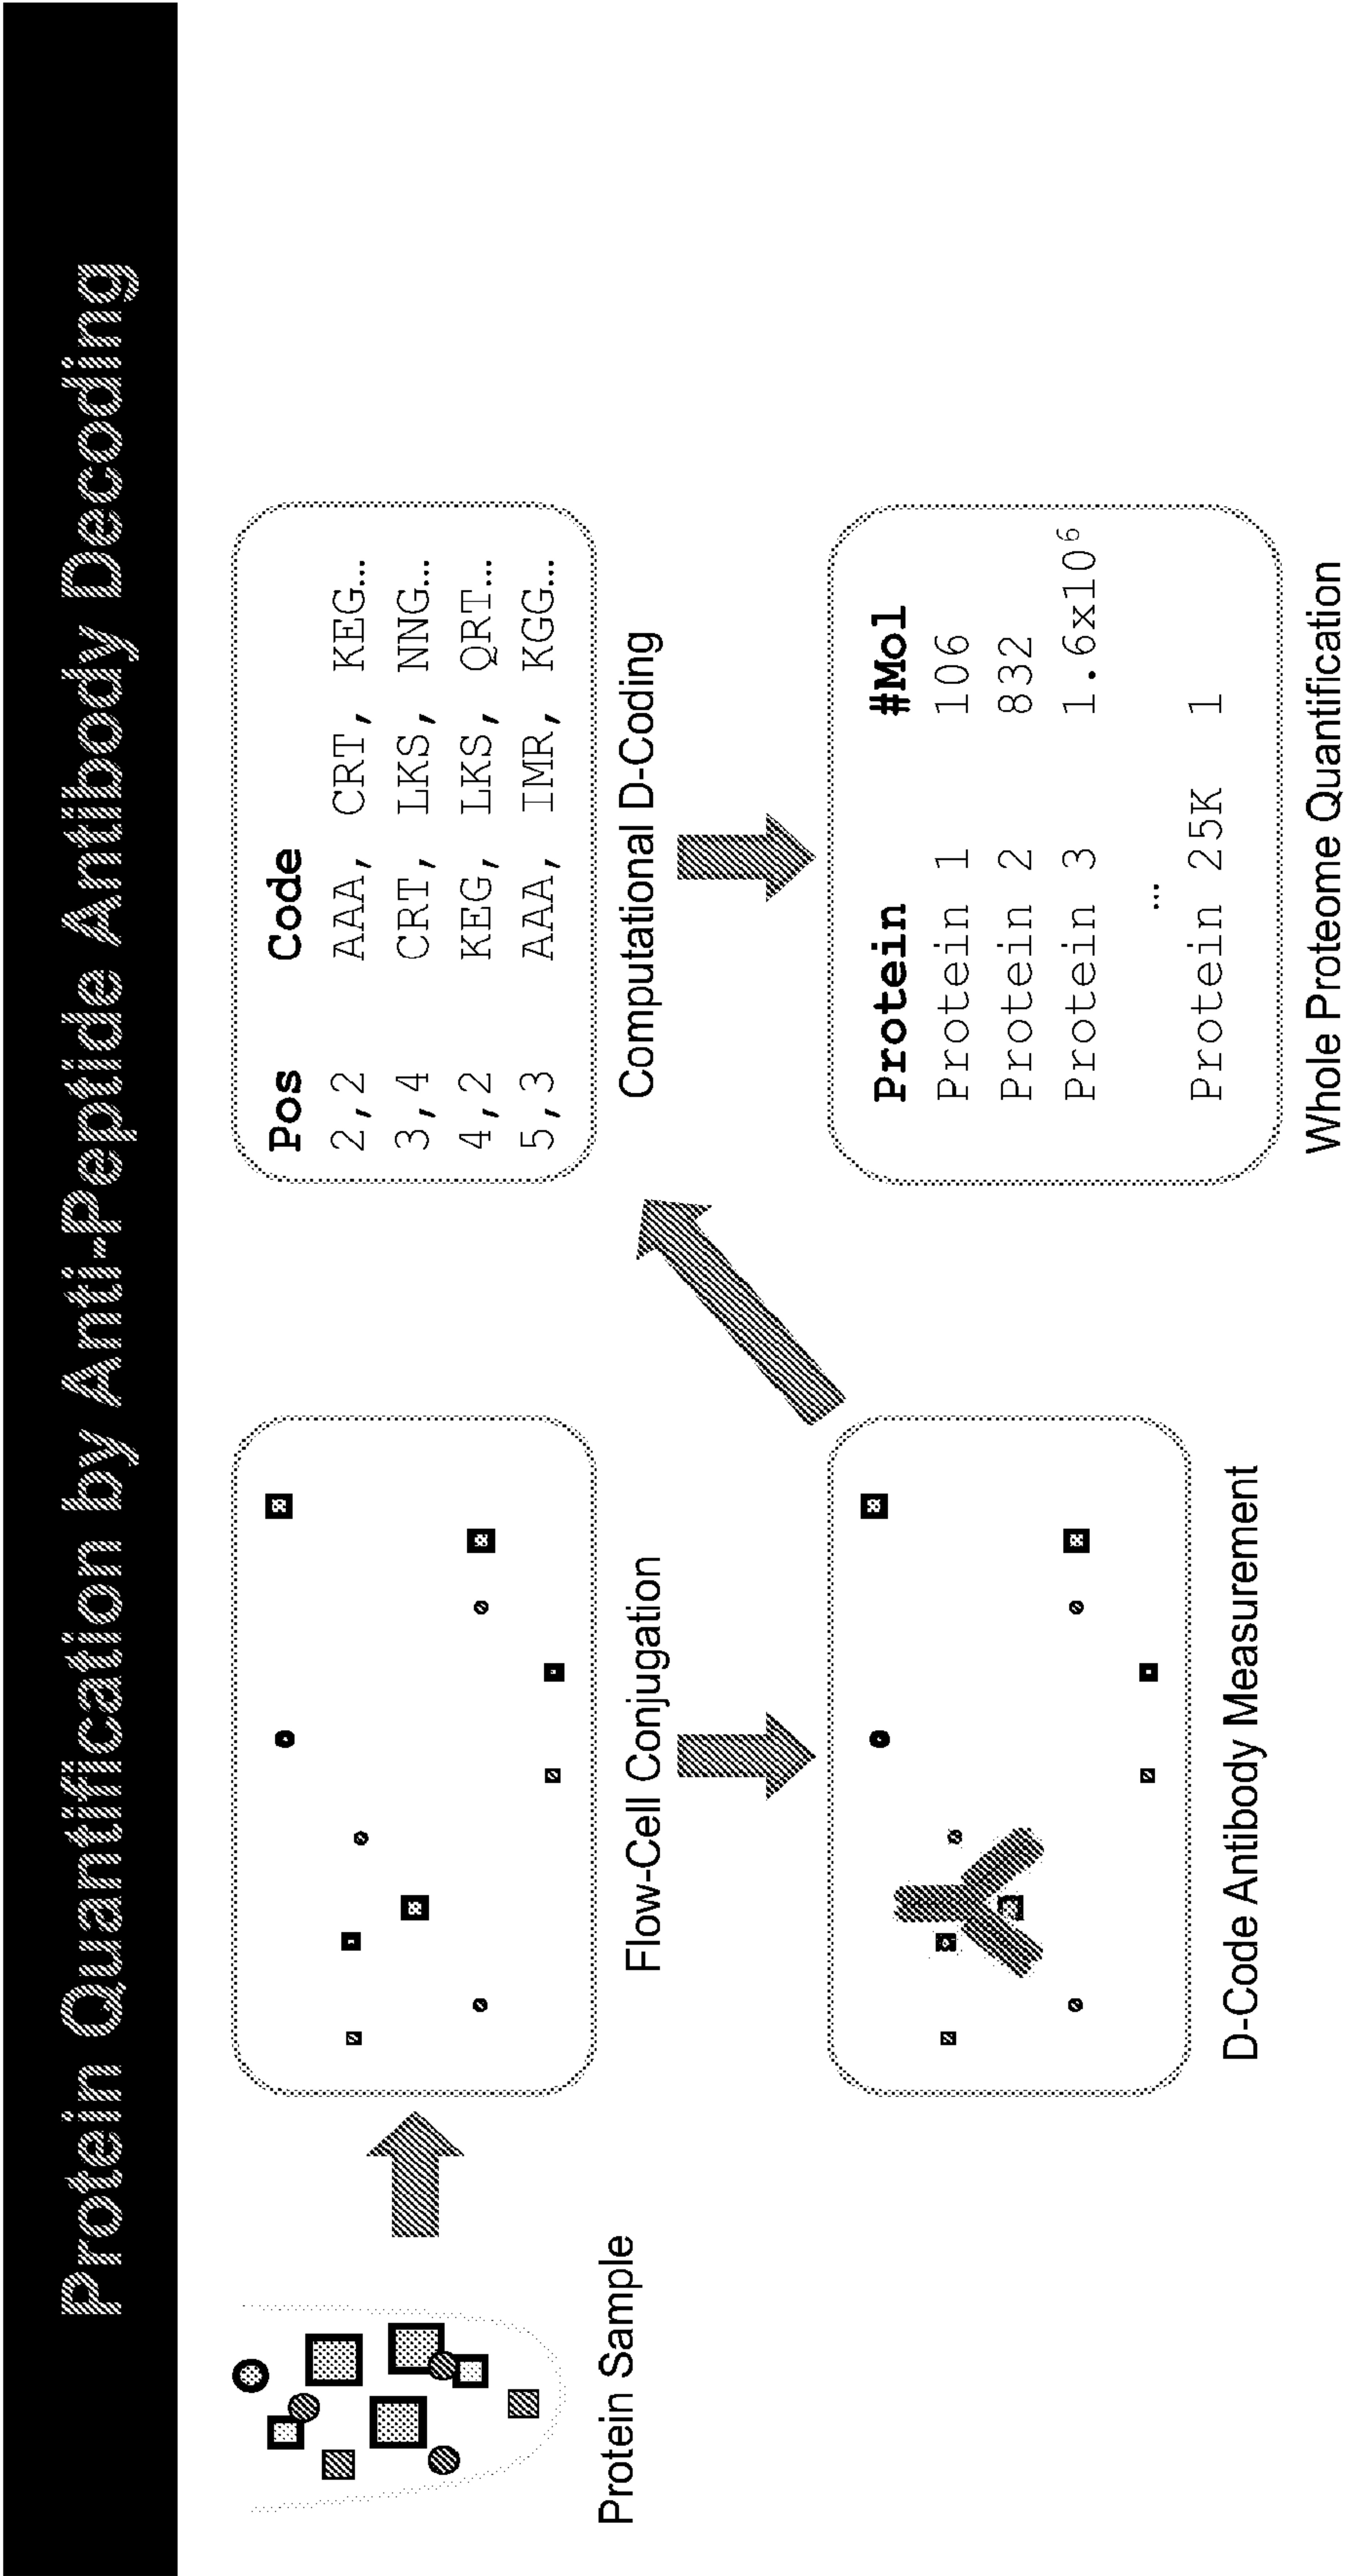 Protein Quantification by Anti-Peptide Antibody Decoding
Protein Sample
Flow-Cell Conjugation
D-Code Antibody Measurement
Pos Code
2,2 AAA, CRT, KEG...
3,4 CRT, LKS, NNG...
4,2 KEG, LKS, QRT...
5,3 AAA, IMR, KGG...
Computational D-Coding
Protein #Mol
Protein 1 106
Protein 2 832
Protein 3 1.6x10⁶
...
Protein 25K 1
Whole Proteome Quantification